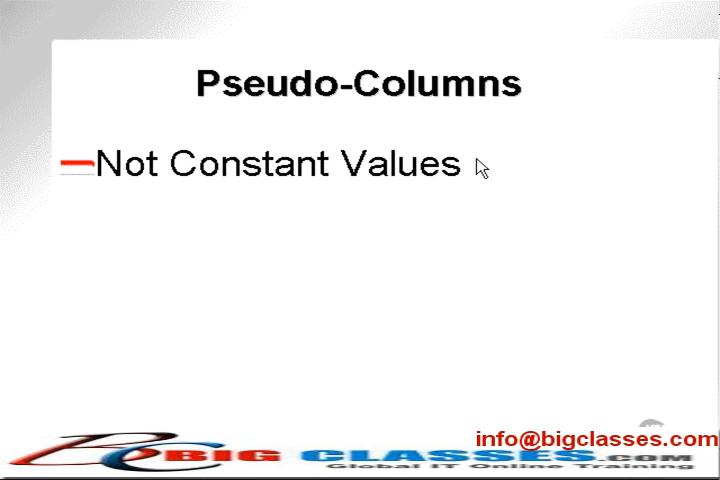 Pseudo-Columns
Not Constant Values
info@bigclasses.com
BIG CLASSES.COM
Global IT Online Training